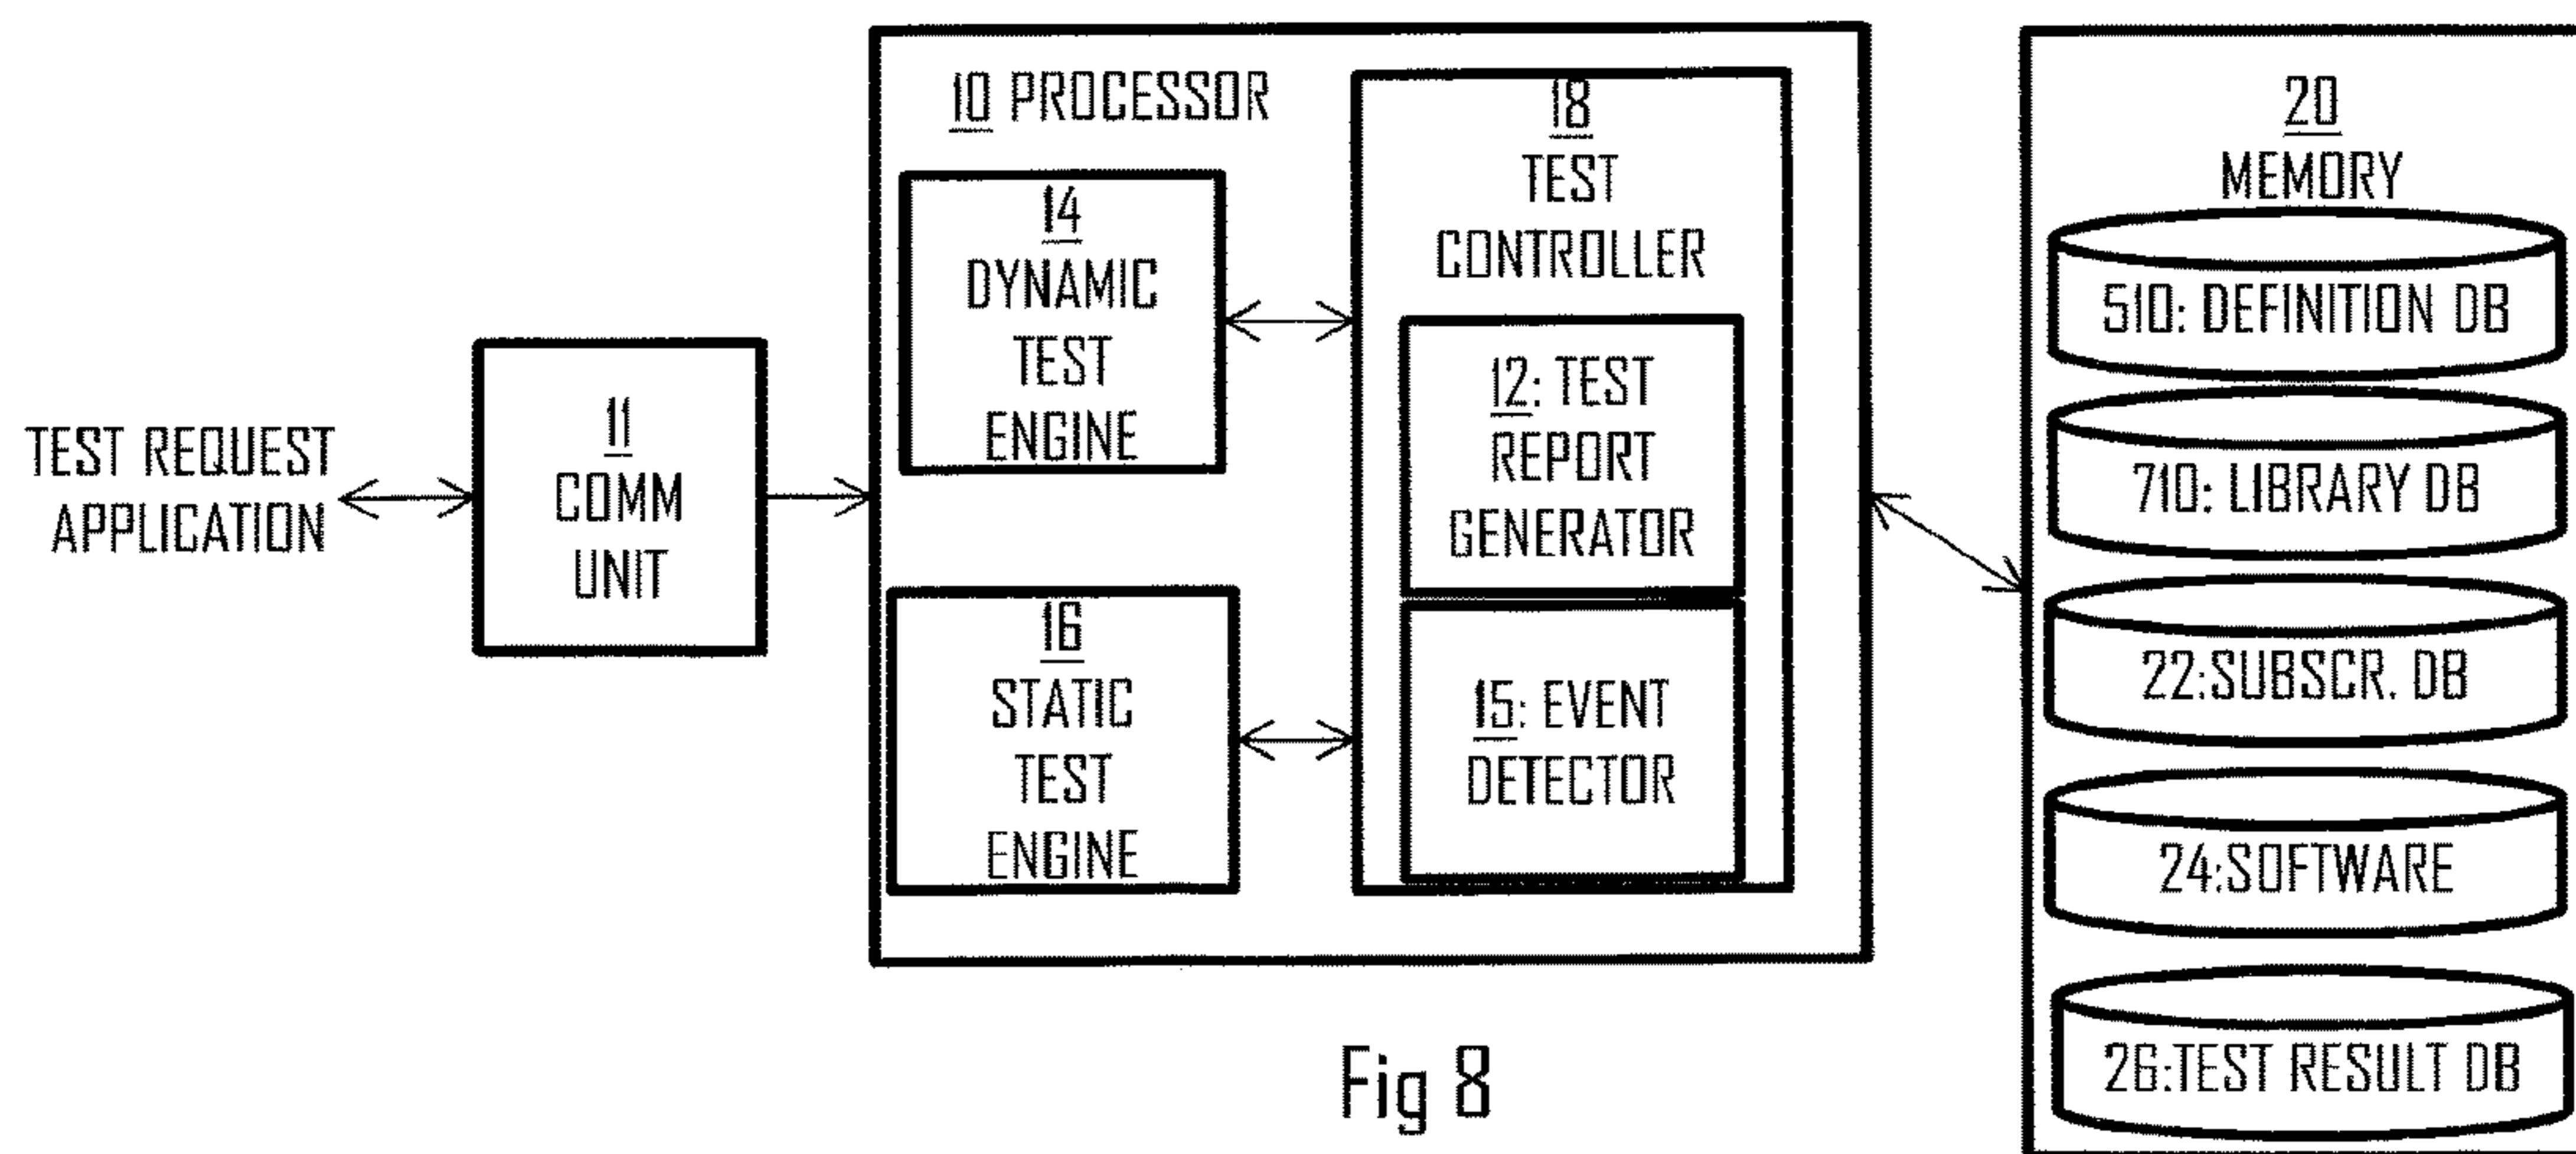 TEST REQUEST
APPLICATION
11
COMM
UNIT
10 PROCESSOR
14
DYNAMIC
TEST
ENGINE
16
STATIC
TEST
ENGINE
18
TEST
CONTROLLER
12: TEST
REPORT
GENERATOR
15: EVENT
DETECTOR
20
MEMORY
510: DEFINITION DB
710: LIBRARY DB
22:SUBSCR. DB
24:SOFTWARE
26:TEST RESULT DB
Fig 8